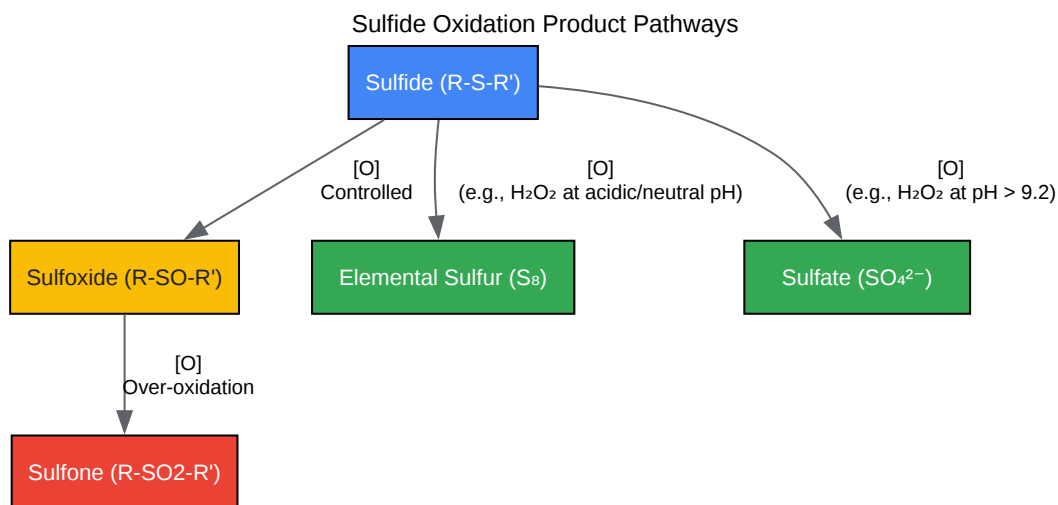 Sulfide Oxidation Product Pathways
Sulfide (R-S-R')
[O]
Controlled
[O]
(e.g., H₂O₂ at acidic/neutral pH)
[O]
(e.g., H₂O₂ at pH > 9.2)
Sulfoxide (R-SO-R')
Elemental Sulfur (S₈)
Sulfate (SO₄²⁻)
[O]
Over-oxidation
Sulfone (R-SO2-R')